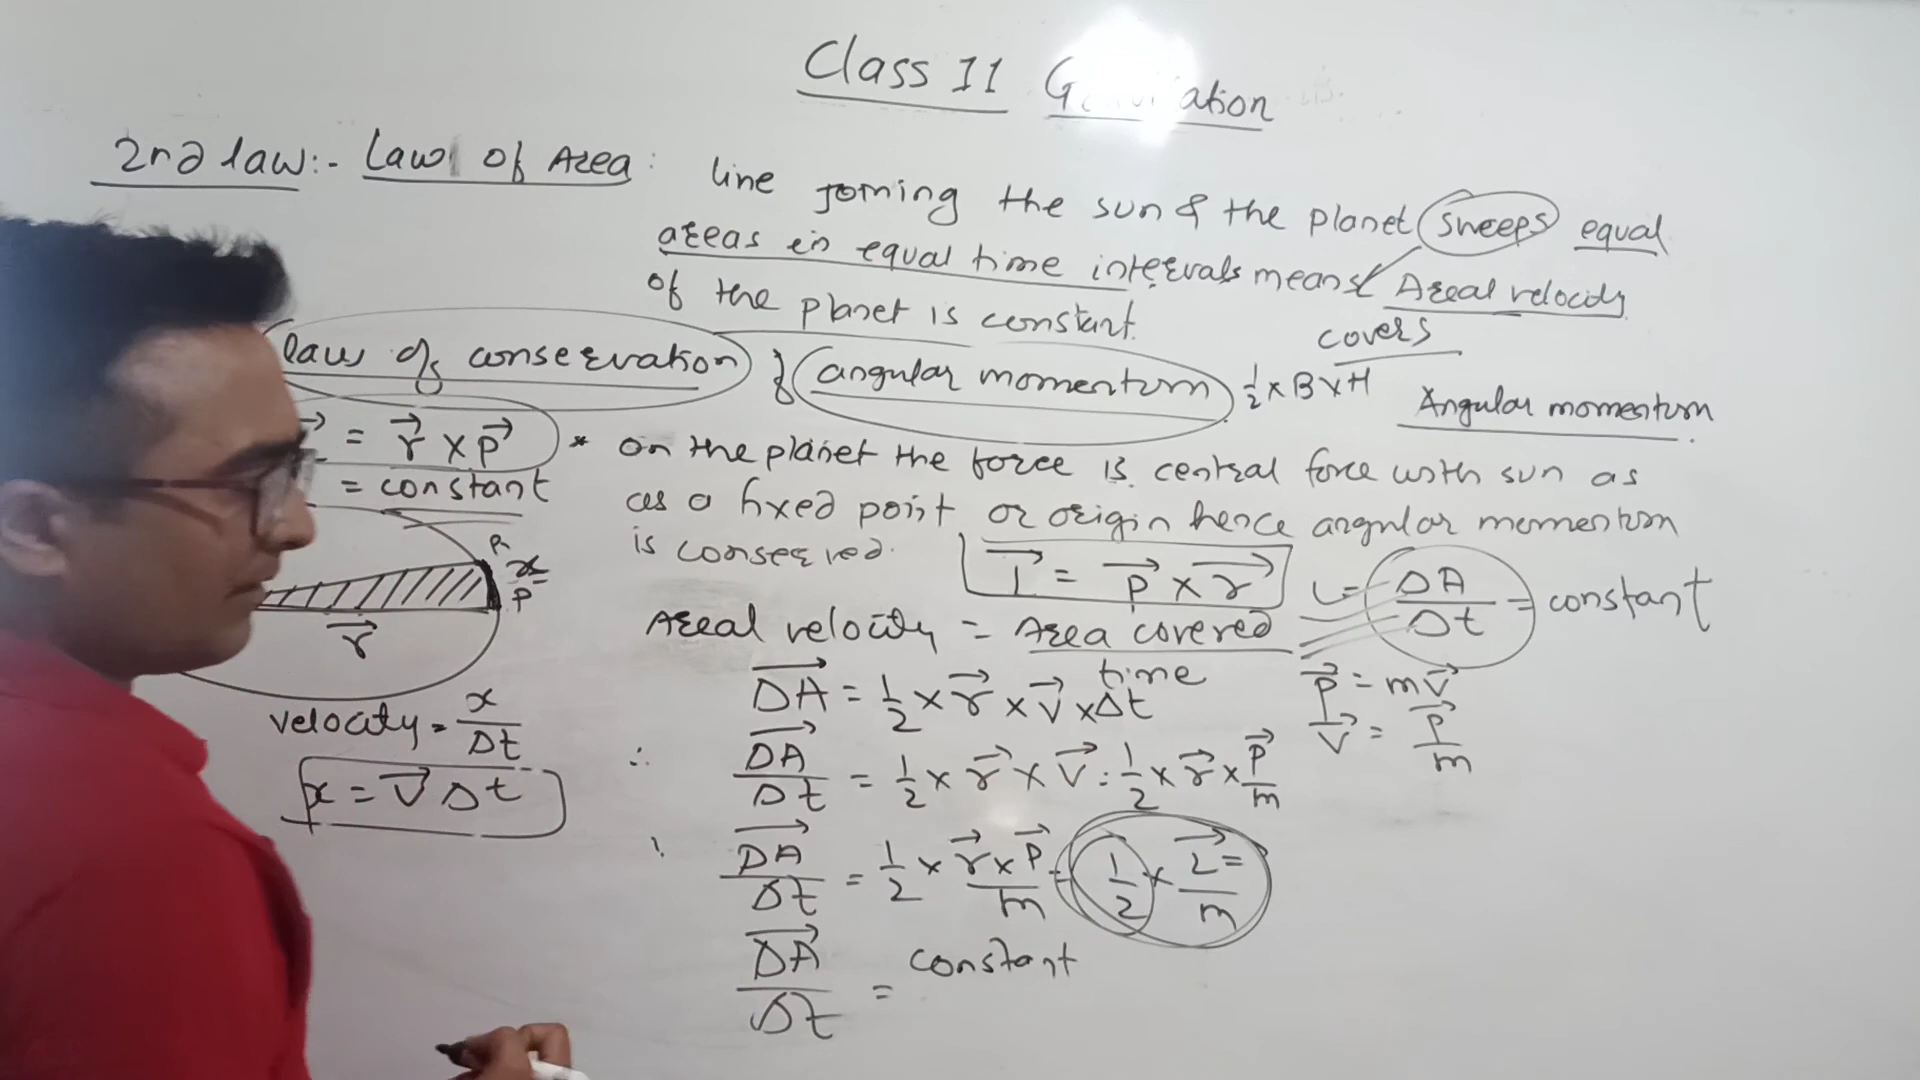 Class 11 Gravitation
2nd law:- Law of Area: line joining the sun & the planet sweeps equal
areas in equal time intervals means Areal velocity
of the planet is constant.
covers
law of conservation of angular momentum 1/2 × B × H Angular momentum
= r⃗ × p⃗
= constant
* on the planet the force is central force with sun as
as a fixed point or origin hence angular momentum
is conserved.
L⃗ = p⃗ × r⃗
L = ΔA/Δt = constant
x
P
r⃗
velocity = x/Δt
x = v⃗ Δt
Areal velocity = Area covered / time
ΔA⃗ = 1/2 × r⃗ × v⃗ × Δt
p⃗ = mv⃗
v⃗ = p⃗/m
∴ ΔA⃗/Δt = 1/2 × r⃗ × v⃗ = 1/2 × r⃗ × p⃗/m
ΔA⃗/Δt = 1/2 × r⃗ × p⃗/m = 1/2 × L⃗/m =
ΔA⃗/Δt = constant